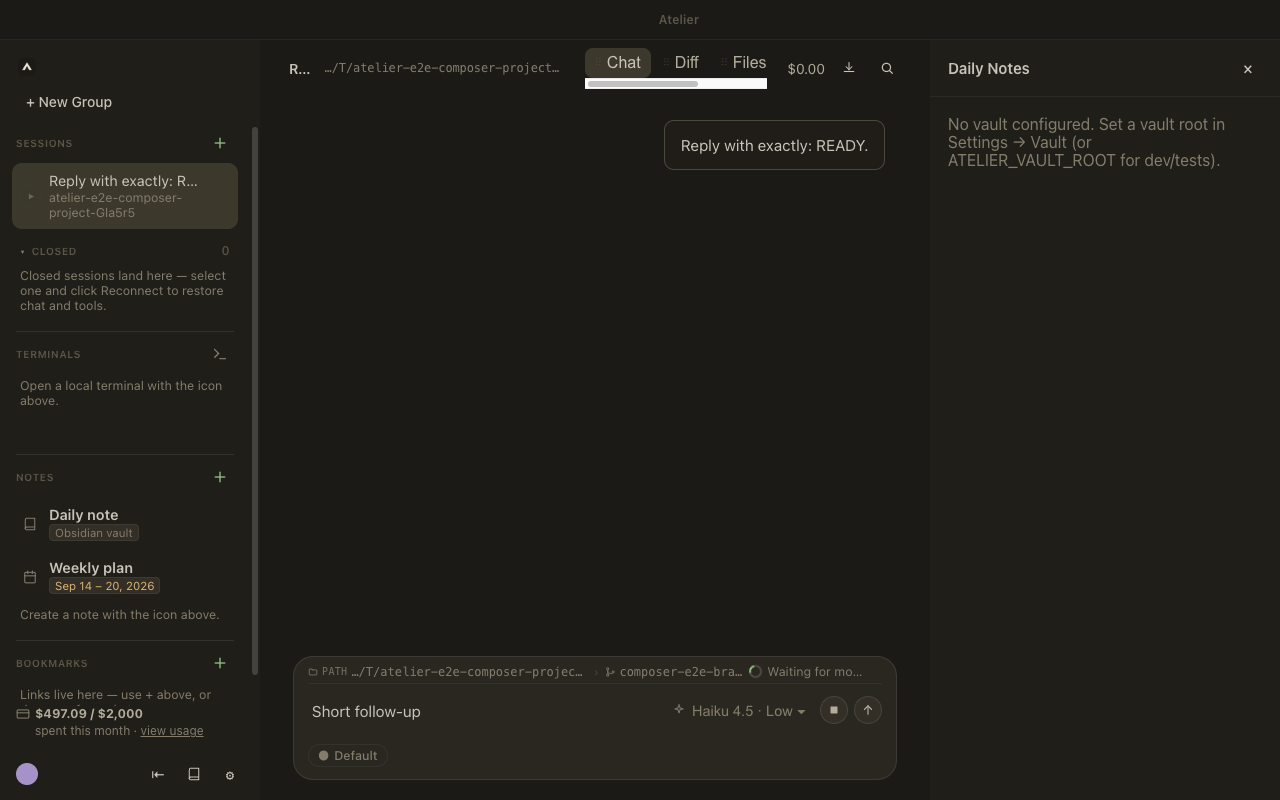 Atelier
+ New Group
SESSIONS
Reply with exactly: R...
atelier-e2e-composer-
project-Gla5r5
CLOSED 0
Closed sessions land here — select
one and click Reconnect to restore
chat and tools.
TERMINALS
Open a local terminal with the icon
above.
NOTES
Daily note
Obsidian vault
Weekly plan
Sep 14 – 20, 2026
Create a note with the icon above.
BOOKMARKS
Links live here — use + above, or
$497.09 / $2,000
spent this month · view usage
R... …/T/atelier-e2e-composer-project…
Chat Diff Files
$0.00
Reply with exactly: READY.
PATH …/T/atelier-e2e-composer-projec… › composer-e2e-bra… Waiting for mo...
Short follow-up
Haiku 4.5 · Low
Default
Daily Notes
No vault configured. Set a vault root in
Settings → Vault (or
ATELIER_VAULT_ROOT for dev/tests).